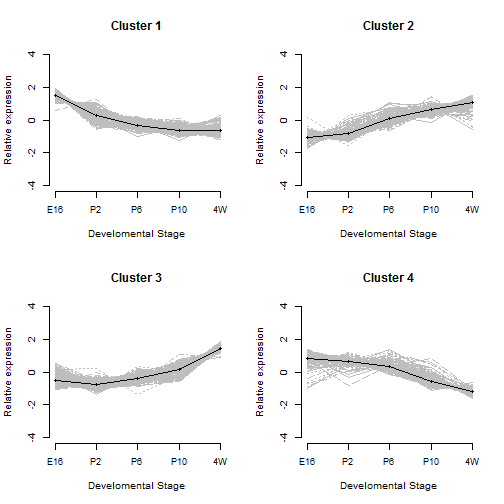 Cluster 1
Relative expression
4
2
0
-2
-4
E16 P2 P6 P10 4W
Develomental Stage
Cluster 2
Relative expression
4
2
0
-2
-4
E16 P2 P6 P10 4W
Develomental Stage
Cluster 3
Relative expression
4
2
0
-2
-4
E16 P2 P6 P10 4W
Develomental Stage
Cluster 4
Relative expression
4
2
0
-2
-4
E16 P2 P6 P10 4W
Develomental Stage